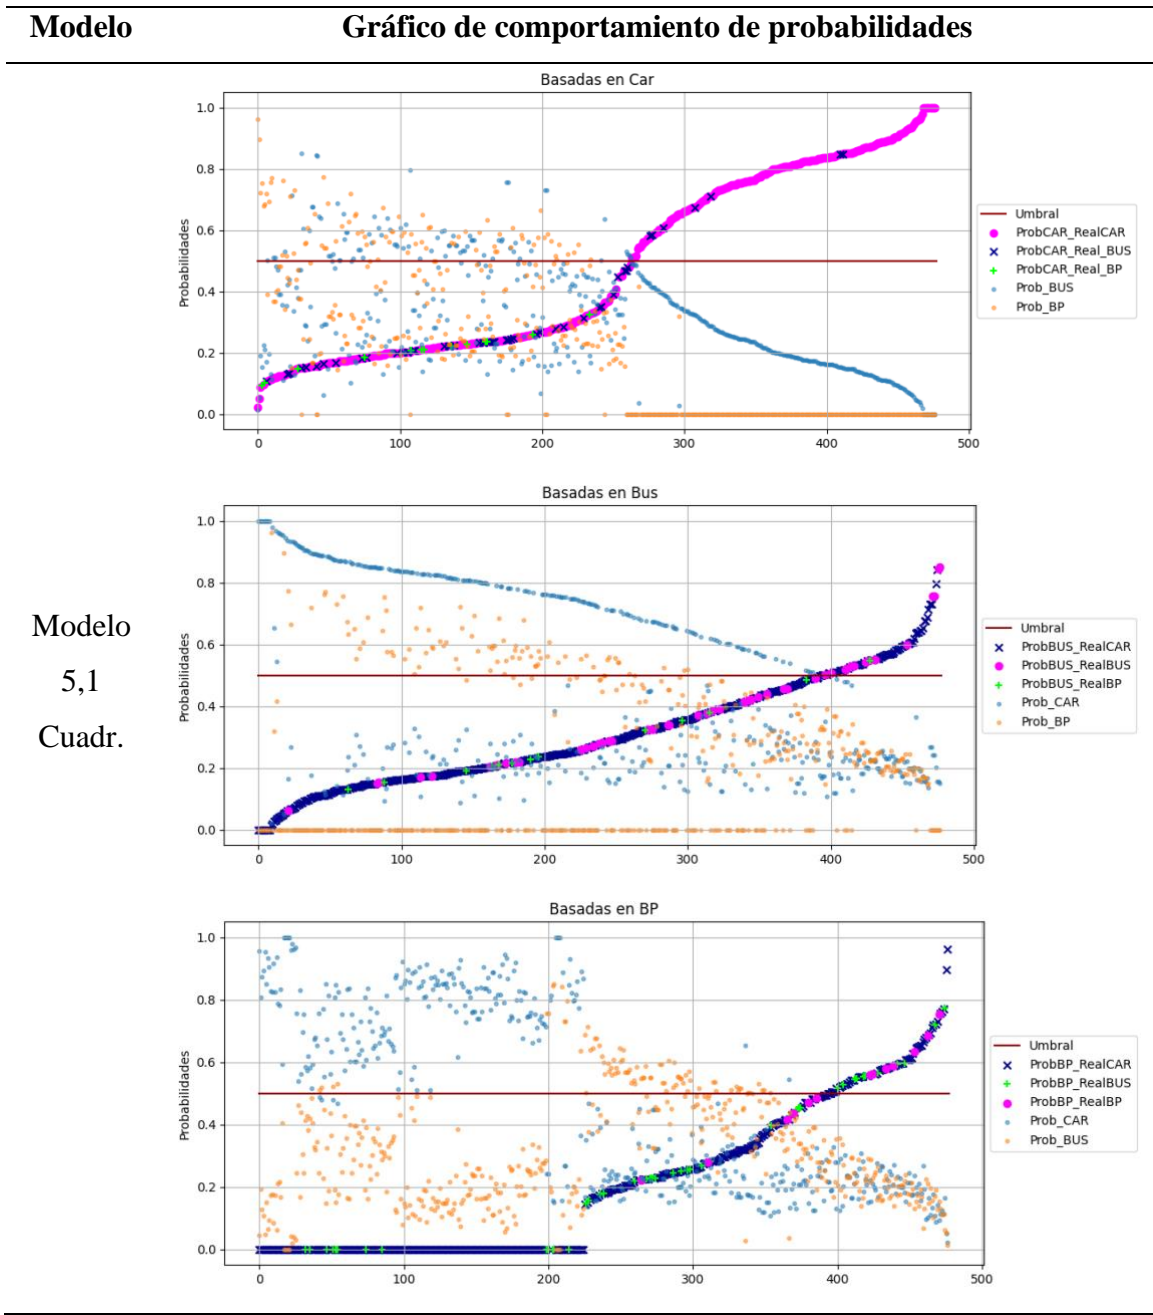 Modelo Gráfico de comportamiento de probabilidades
Basadas en Car
Probabilidades
1.0
0.8
0.6
0.4
0.2
0.0
0 100 200 300 400 500
Umbral
ProbCAR_RealCAR
ProbCAR_Real_BUS
ProbCAR_Real_BP
Prob_BUS
Prob_BP
Modelo
5,1
Cuadr.
Basadas en Bus
Probabilidades
1.0
0.8
0.6
0.4
0.2
0.0
0 100 200 300 400 500
Umbral
ProbBUS_RealCAR
ProbBUS_RealBUS
ProbBUS_RealBP
Prob_CAR
Prob_BP
Basadas en BP
Probabilidades
1.0
0.8
0.6
0.4
0.2
0.0
0 100 200 300 400 500
Umbral
ProbBP_RealCAR
ProbBP_RealBUS
ProbBP_RealBP
Prob_CAR
Prob_BUS